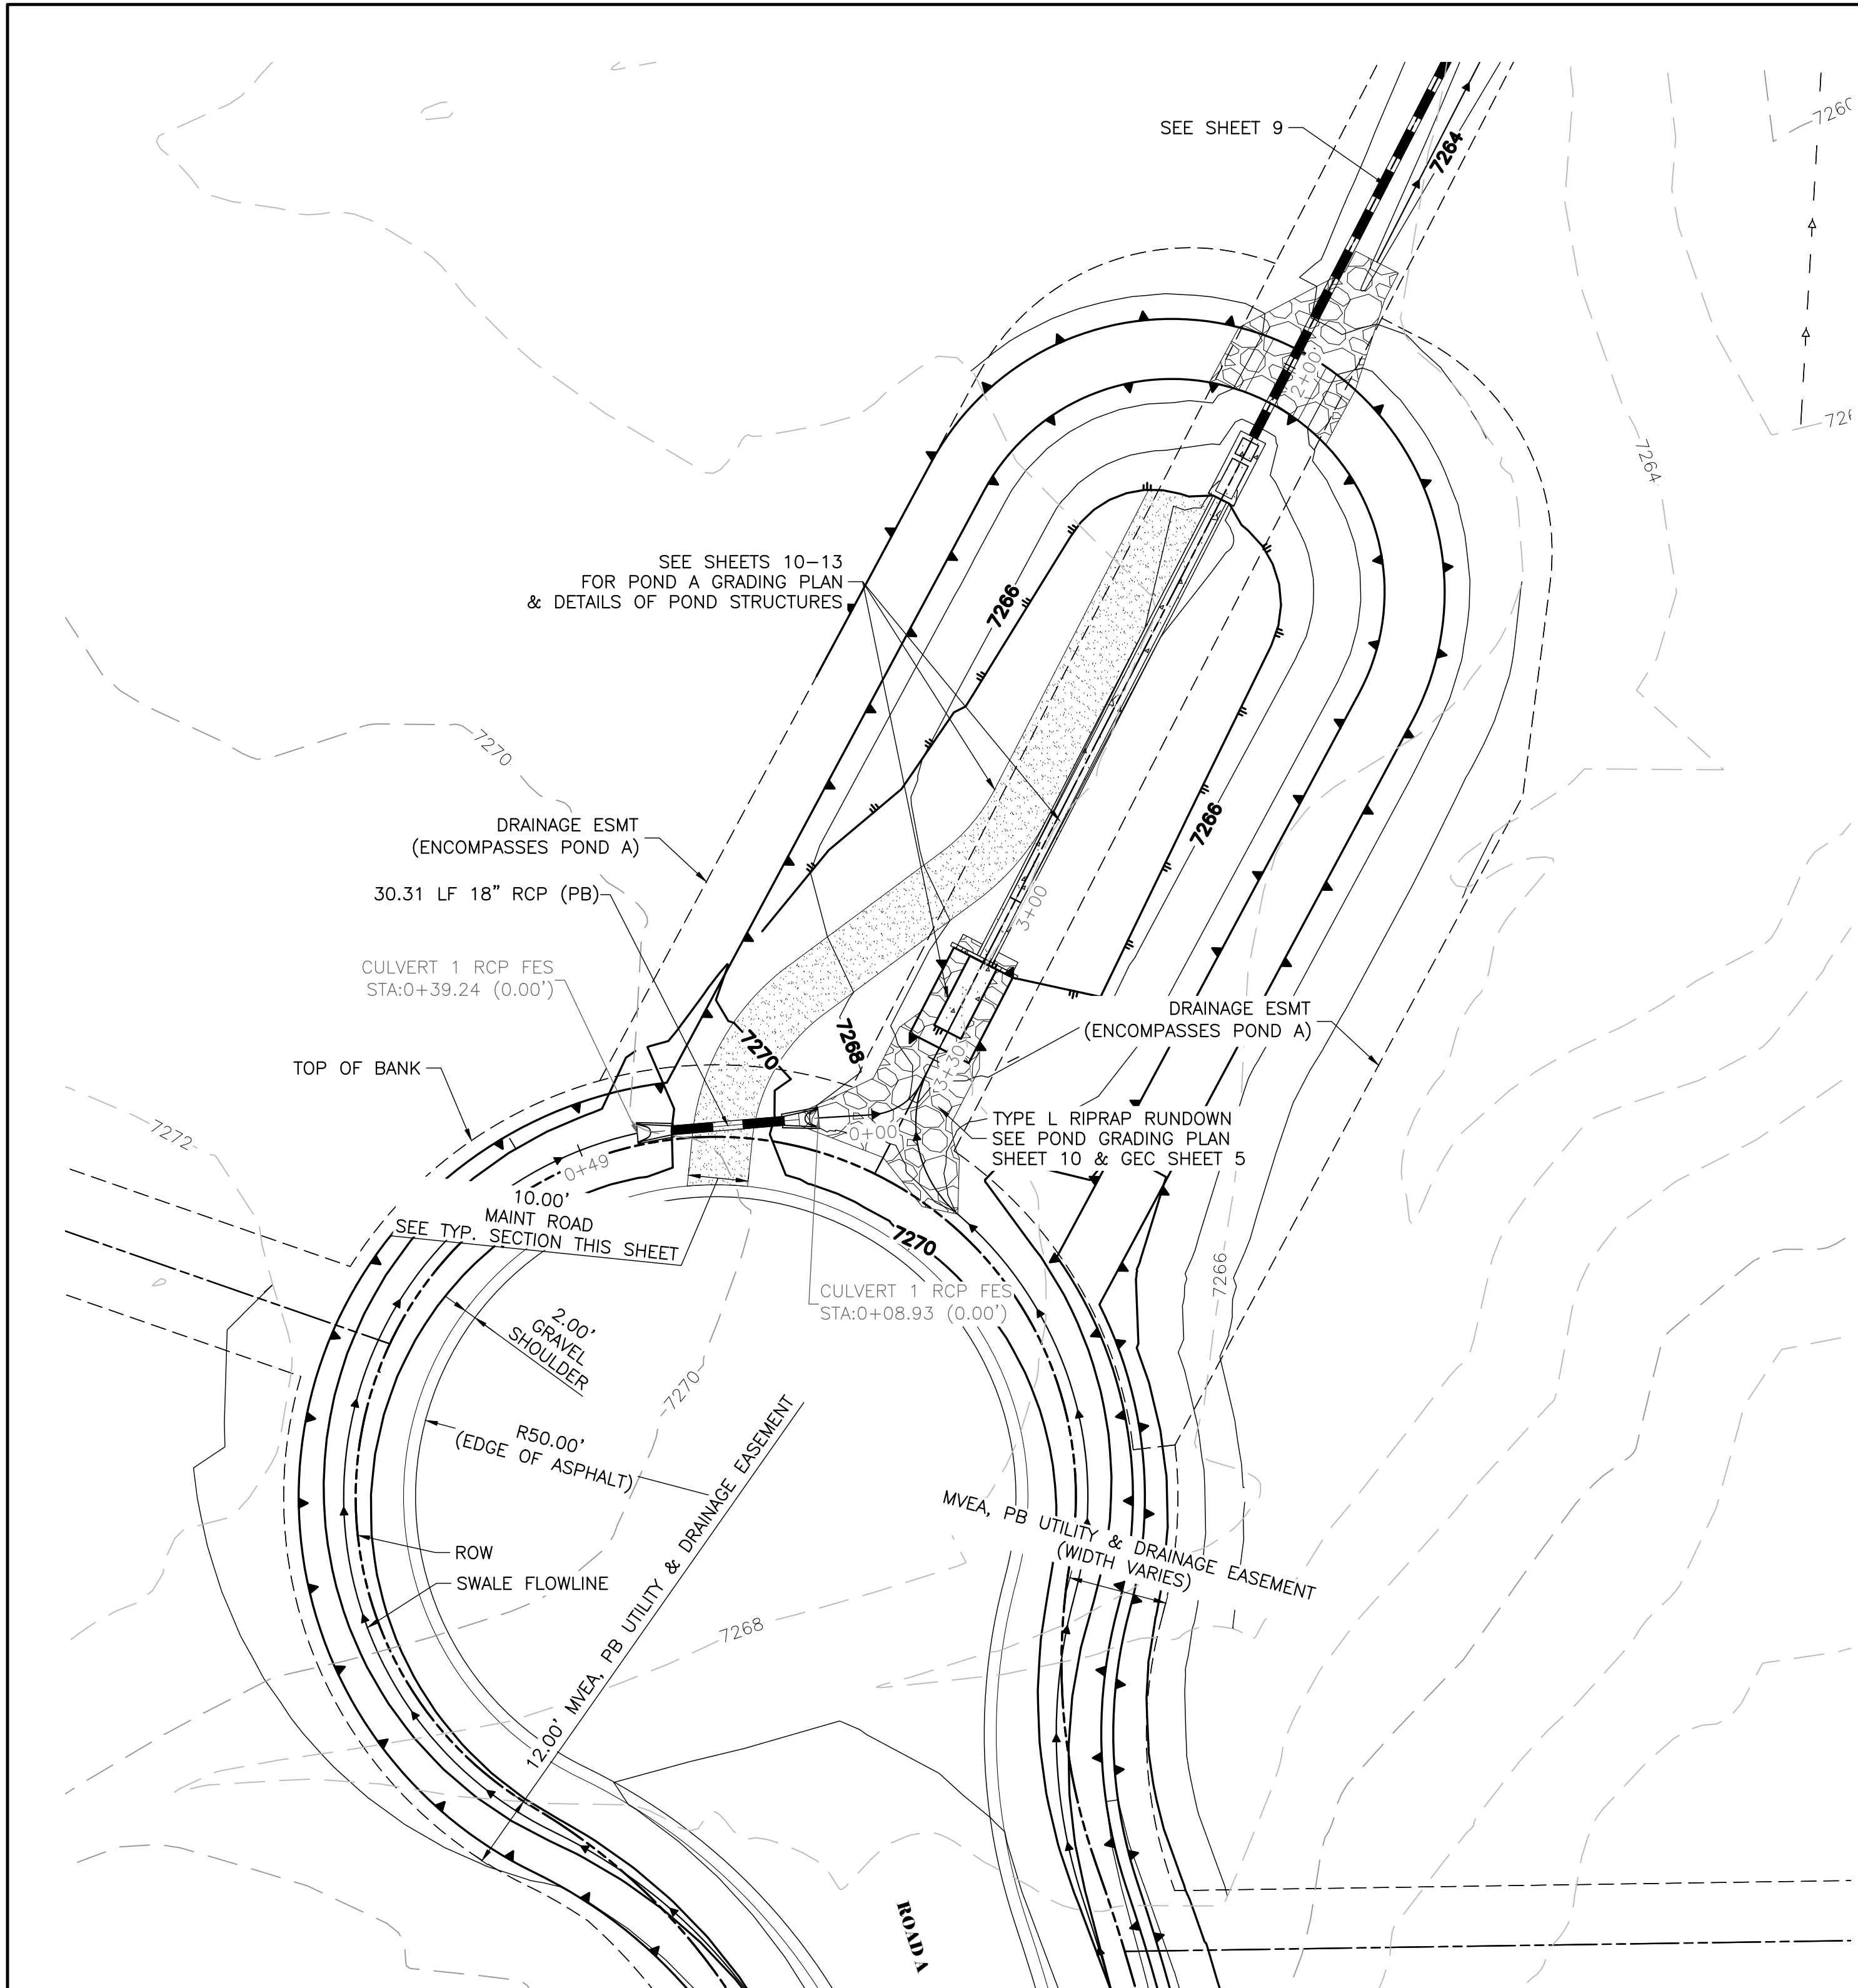 SEE SHEET 9
7264
7260
7264
2+00
SEE SHEETS 10-13
FOR POND A GRADING PLAN
& DETAILS OF POND STRUCTURES
7266
7270
7266
DRAINAGE ESMT
(ENCOMPASSES POND A)
30.31 LF 18" RCP (PB)
3+00
CULVERT 1 RCP FES
STA:0+39.24 (0.00')
DRAINAGE ESMT
(ENCOMPASSES POND A)
7270
7268
3+30
TOP OF BANK
7272
TYPE L RIPRAP RUNDOWN
SEE POND GRADING PLAN
SHEET 10 & GEC SHEET 5
0+00
0+49
10.00'
MAINT ROAD
SEE TYP. SECTION THIS SHEET
7270
7266
CULVERT 1 RCP FES
STA:0+08.93 (0.00')
2.00'
GRAVEL
SHOULDER
7270
R50.00'
(EDGE OF ASPHALT)
12.00' MVEA, PB UTILITY & DRAINAGE EASEMENT
MVEA, PB UTILITY & DRAINAGE EASEMENT
(WIDTH VARIES)
ROW
SWALE FLOWLINE
7268
ROAD A